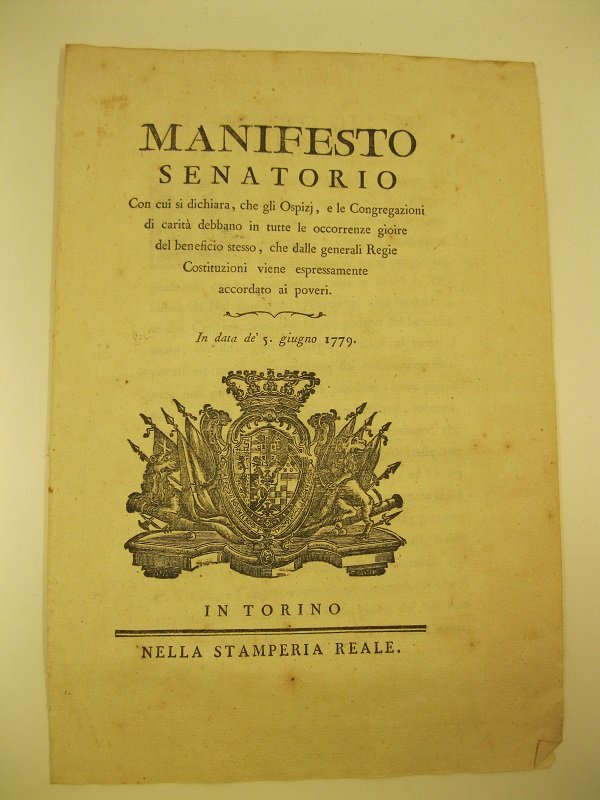 MANIFESTO
SENATORIO
Con cui si dichiara, che gli Ospizj, e le Congregazioni
di carità debbano in tutte le occorrenze gioire
del beneficio stesso, che dalle generali Regie
Costituzioni viene espressamente
accordato ai poveri.
In data de' 5. giugno 1779.
IN TORINO
NELLA STAMPERIA REALE.